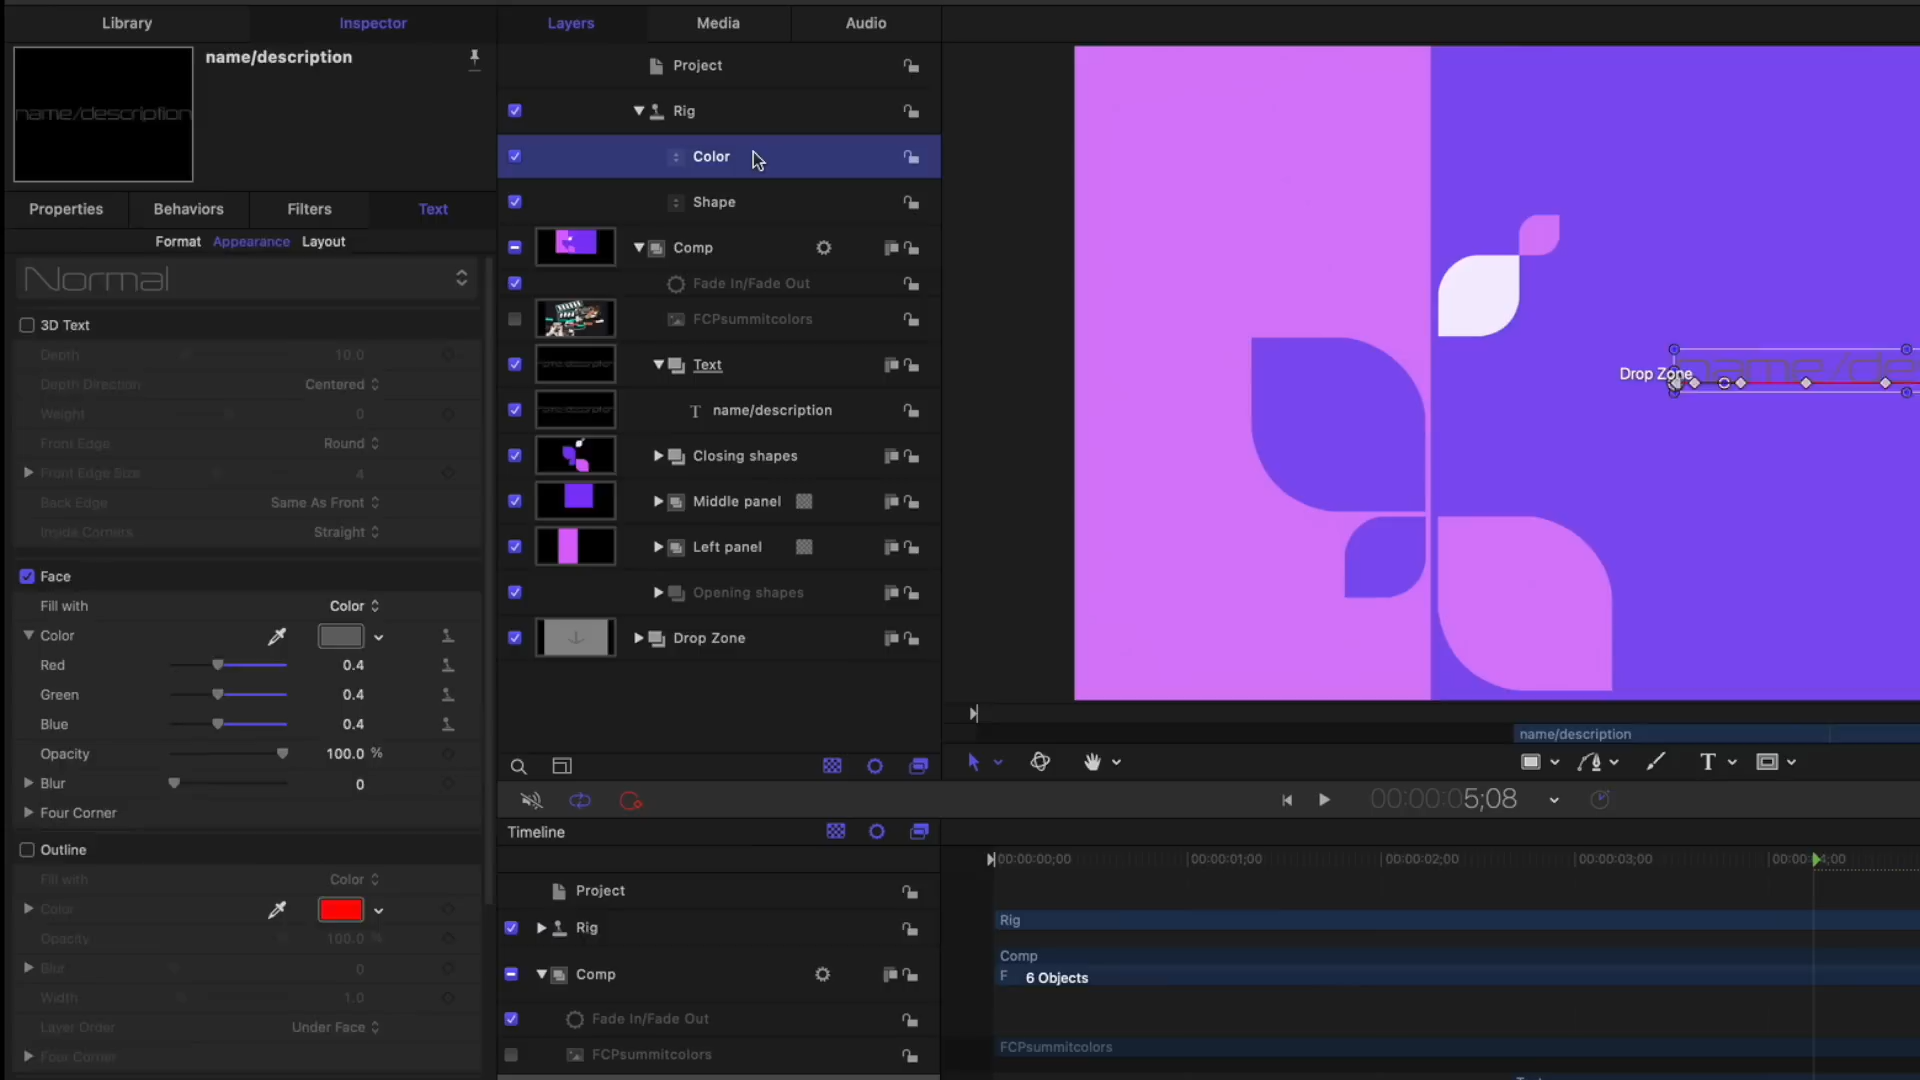 Library
Inspector
Layers
Media
Audio
name/description
name/description
Project
Rig
Color
Shape
Comp
Fade In/Fade Out
FCPsummitcolors
Text
name/description
Closing shapes
Middle panel
Left panel
Opening shapes
Drop Zone
Properties
Behaviors
Filters
Text
Format
Appearance
Layout
Normal
3D Text
Depth 10.0
Depth Direction Centered
Weight 0
Front Edge Round
Front Edge Size 4
Back Edge Same As Front
Inside Corners Straight
Face
Fill with Color
Color
Red 0.4
Green 0.4
Blue 0.4
Opacity 100.0 %
Blur 0
Four Corner
Outline
Fill with Color
Color
Opacity 100.0 %
Blur 0
Width 1.0
Layer Order Under Face
Four Corner
Drop Zone
name/des
name/description
T
00:00:05;08
Timeline
00:00:00;00
00:00:01;00
00:00:02;00
00:00:03;00
Project
Rig
Comp
Fade In/Fade Out
FCPsummitcolors
Rig
Comp
F 6 Objects
FCPsummitcolors